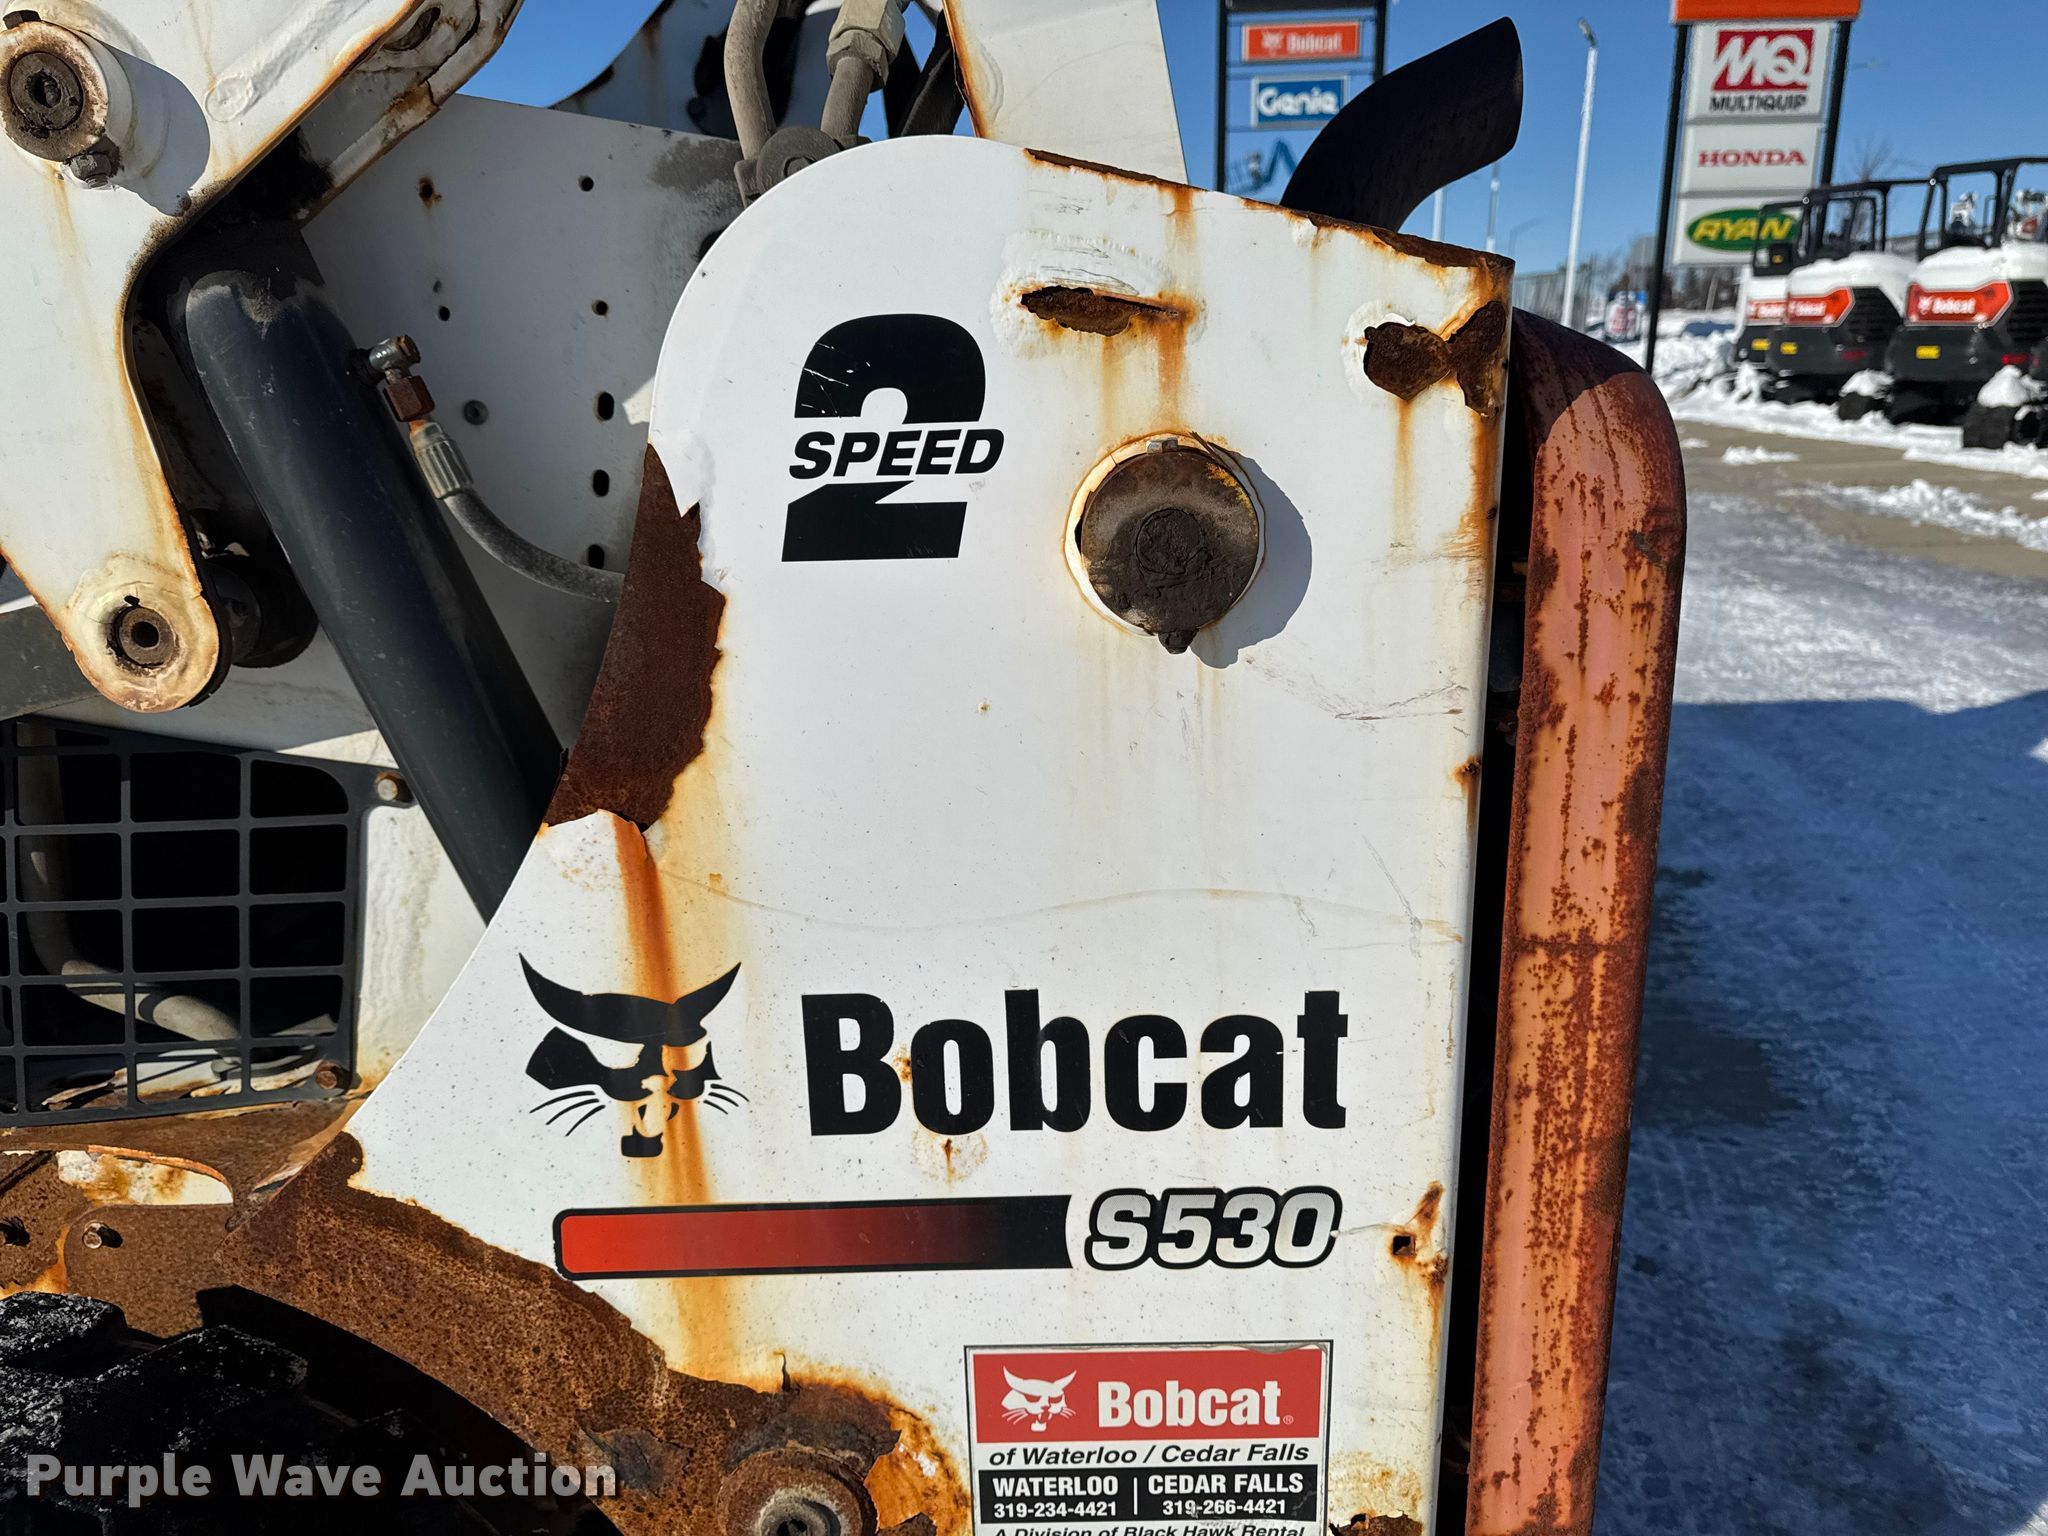 Bobcat
Genie
MQ
MULTIQUIP
HONDA
RYAN
Bobcat
Bobcat
2
SPEED
Bobcat
S530
Bobcat®
of Waterloo / Cedar Falls
WATERLOO | CEDAR FALLS
319-234-4421 319-266-4421
A Division of Black Hawk Rental
Purple Wave Auction